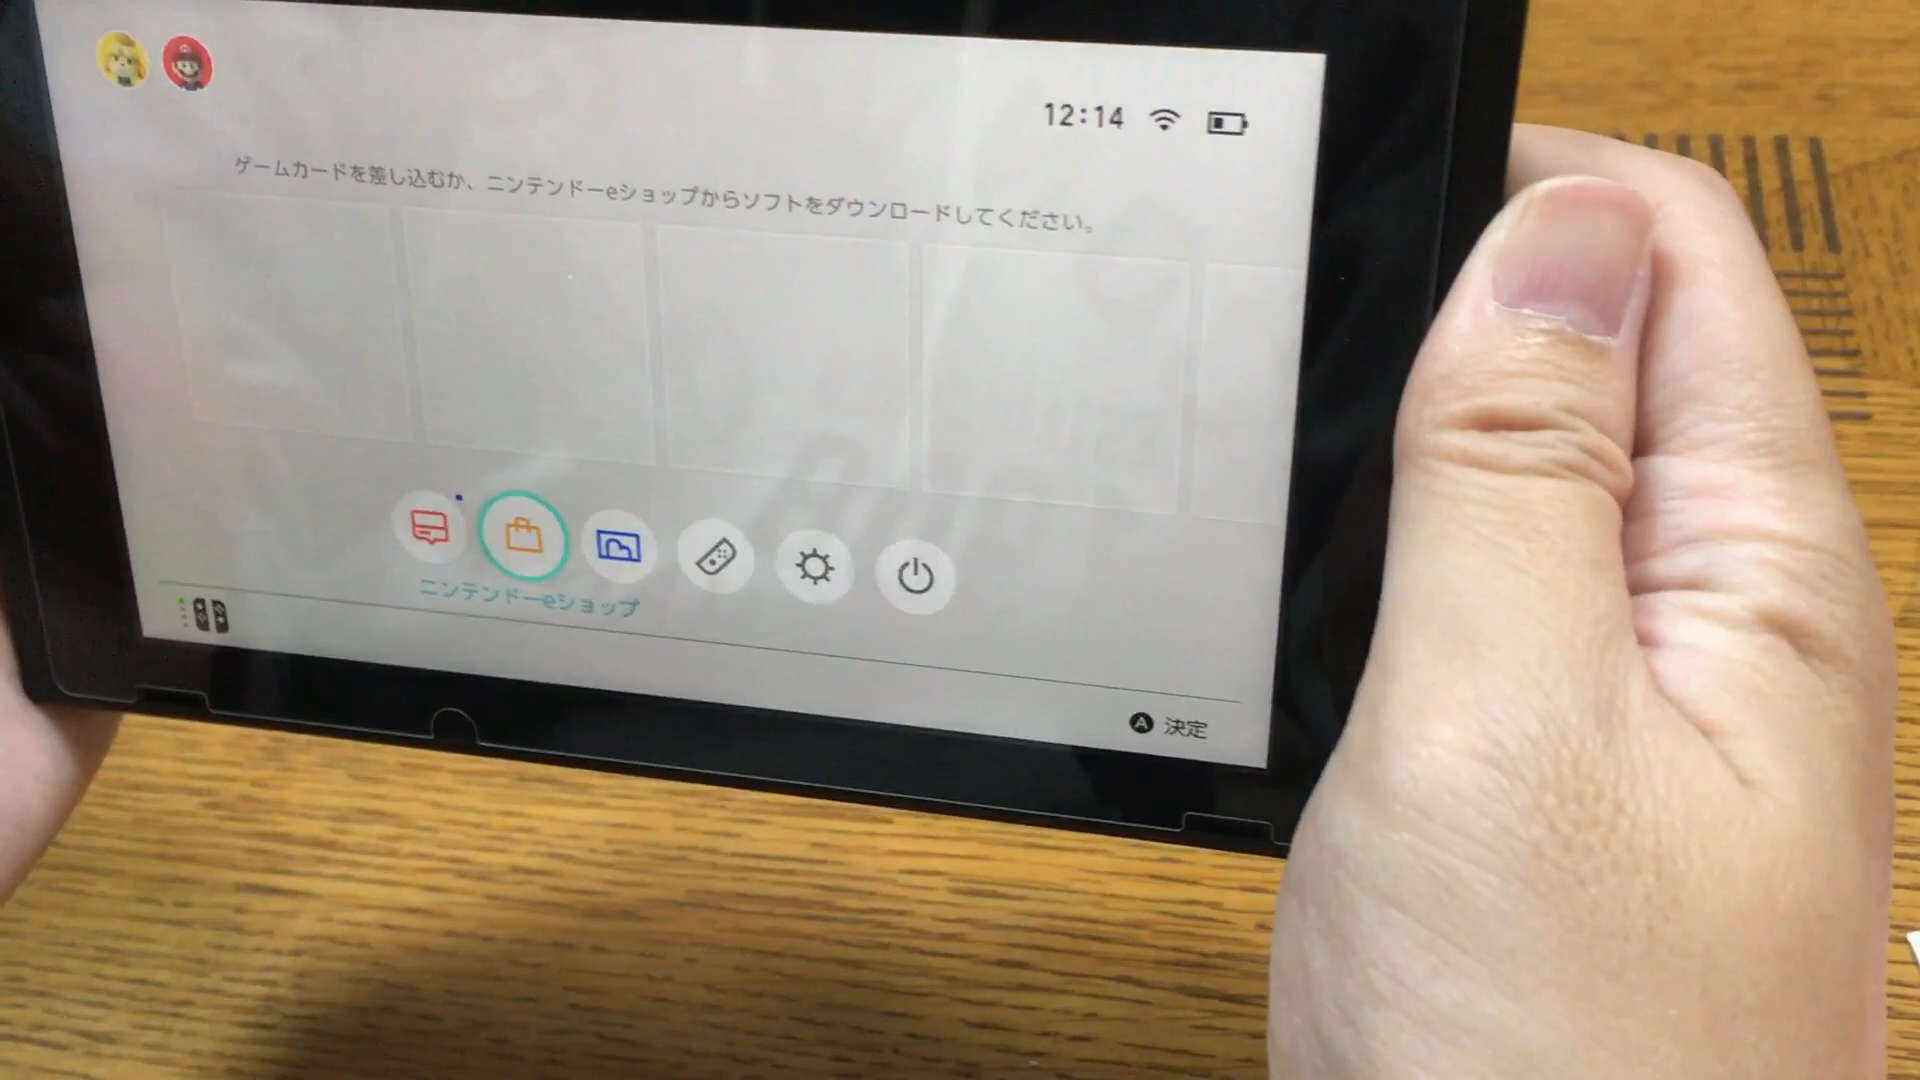 12:14
ゲームカードを差し込むか、ニンテンドーeショップからソフトをダウンロードしてください。
ニンテンドーeショップ
A 決定